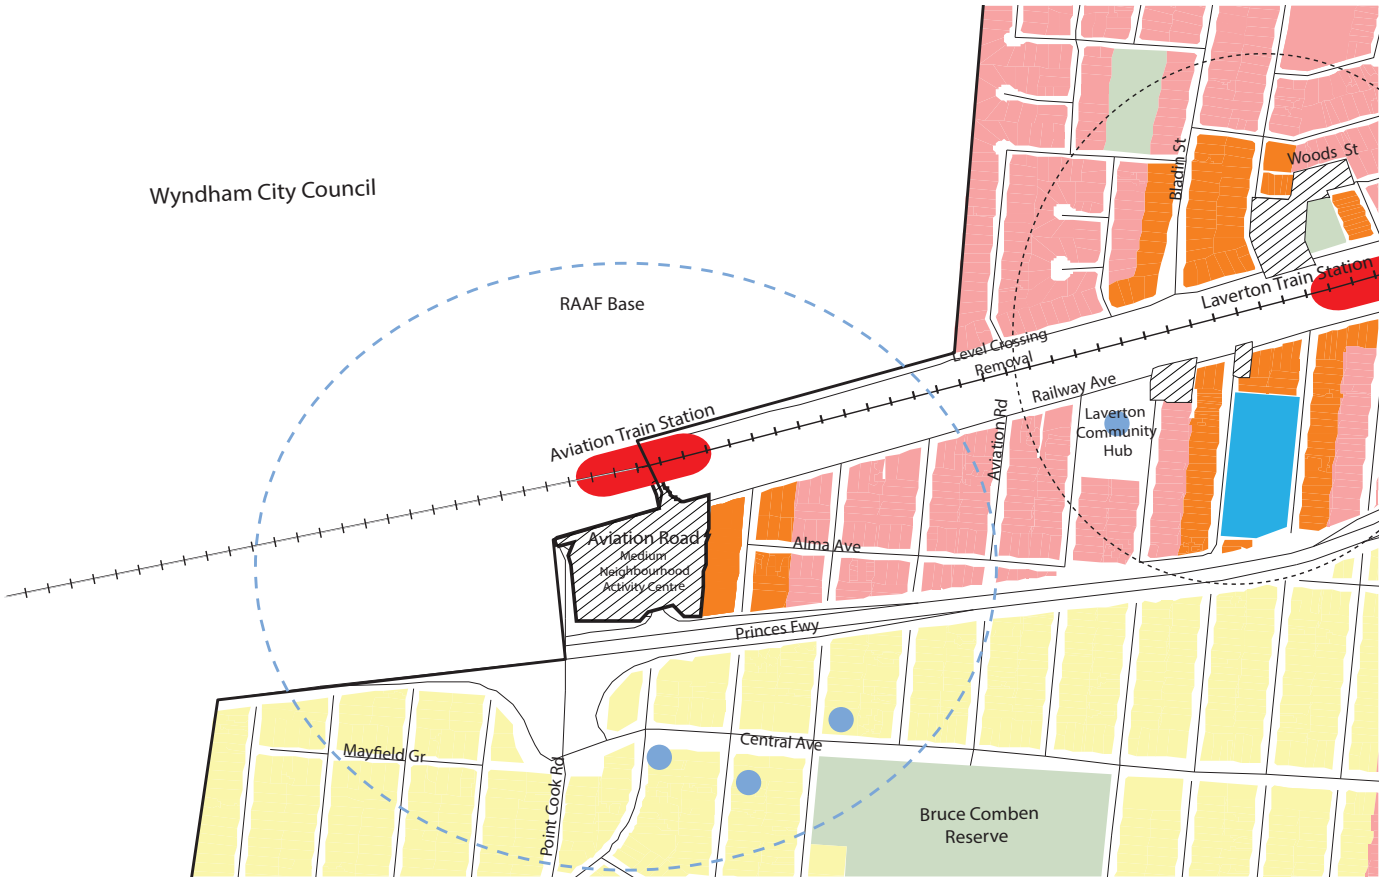 Woods St
Bladin St
Wyndham City Council
Laverton Train Station
RAAF Base
Level Crossing
Removal
Railway Ave
Aviation Train Station
Aviation Rd
Laverton
Community
Hub
Aviation Road
Medium
Neighbourhood
Activity Centre
Alma Ave
Princes Fwy
Central Ave
Mayfield Gr
Point Cook Rd
Bruce Comben
Reserve